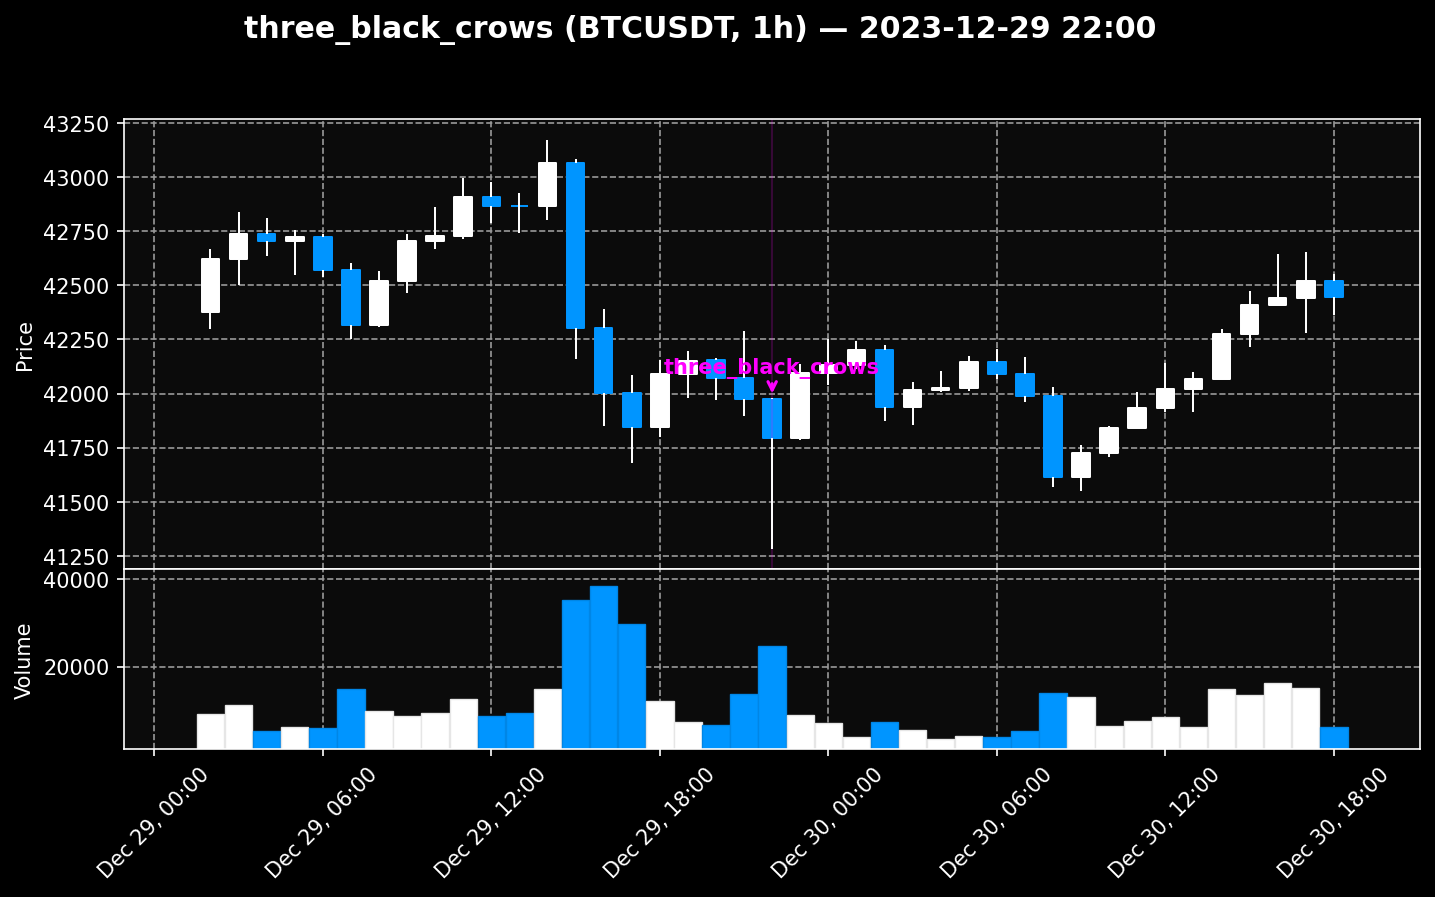 three_black_crows (BTCUSDT, 1h) — 2023-12-29 22:00
43250
43000
42750
42500
42250
42000
41750
41500
41250
Price
three_black_crows
40000
20000
Volume
Dec 29, 00:00
Dec 29, 06:00
Dec 29, 12:00
Dec 29, 18:00
Dec 30, 00:00
Dec 30, 06:00
Dec 30, 12:00
Dec 30, 18:00